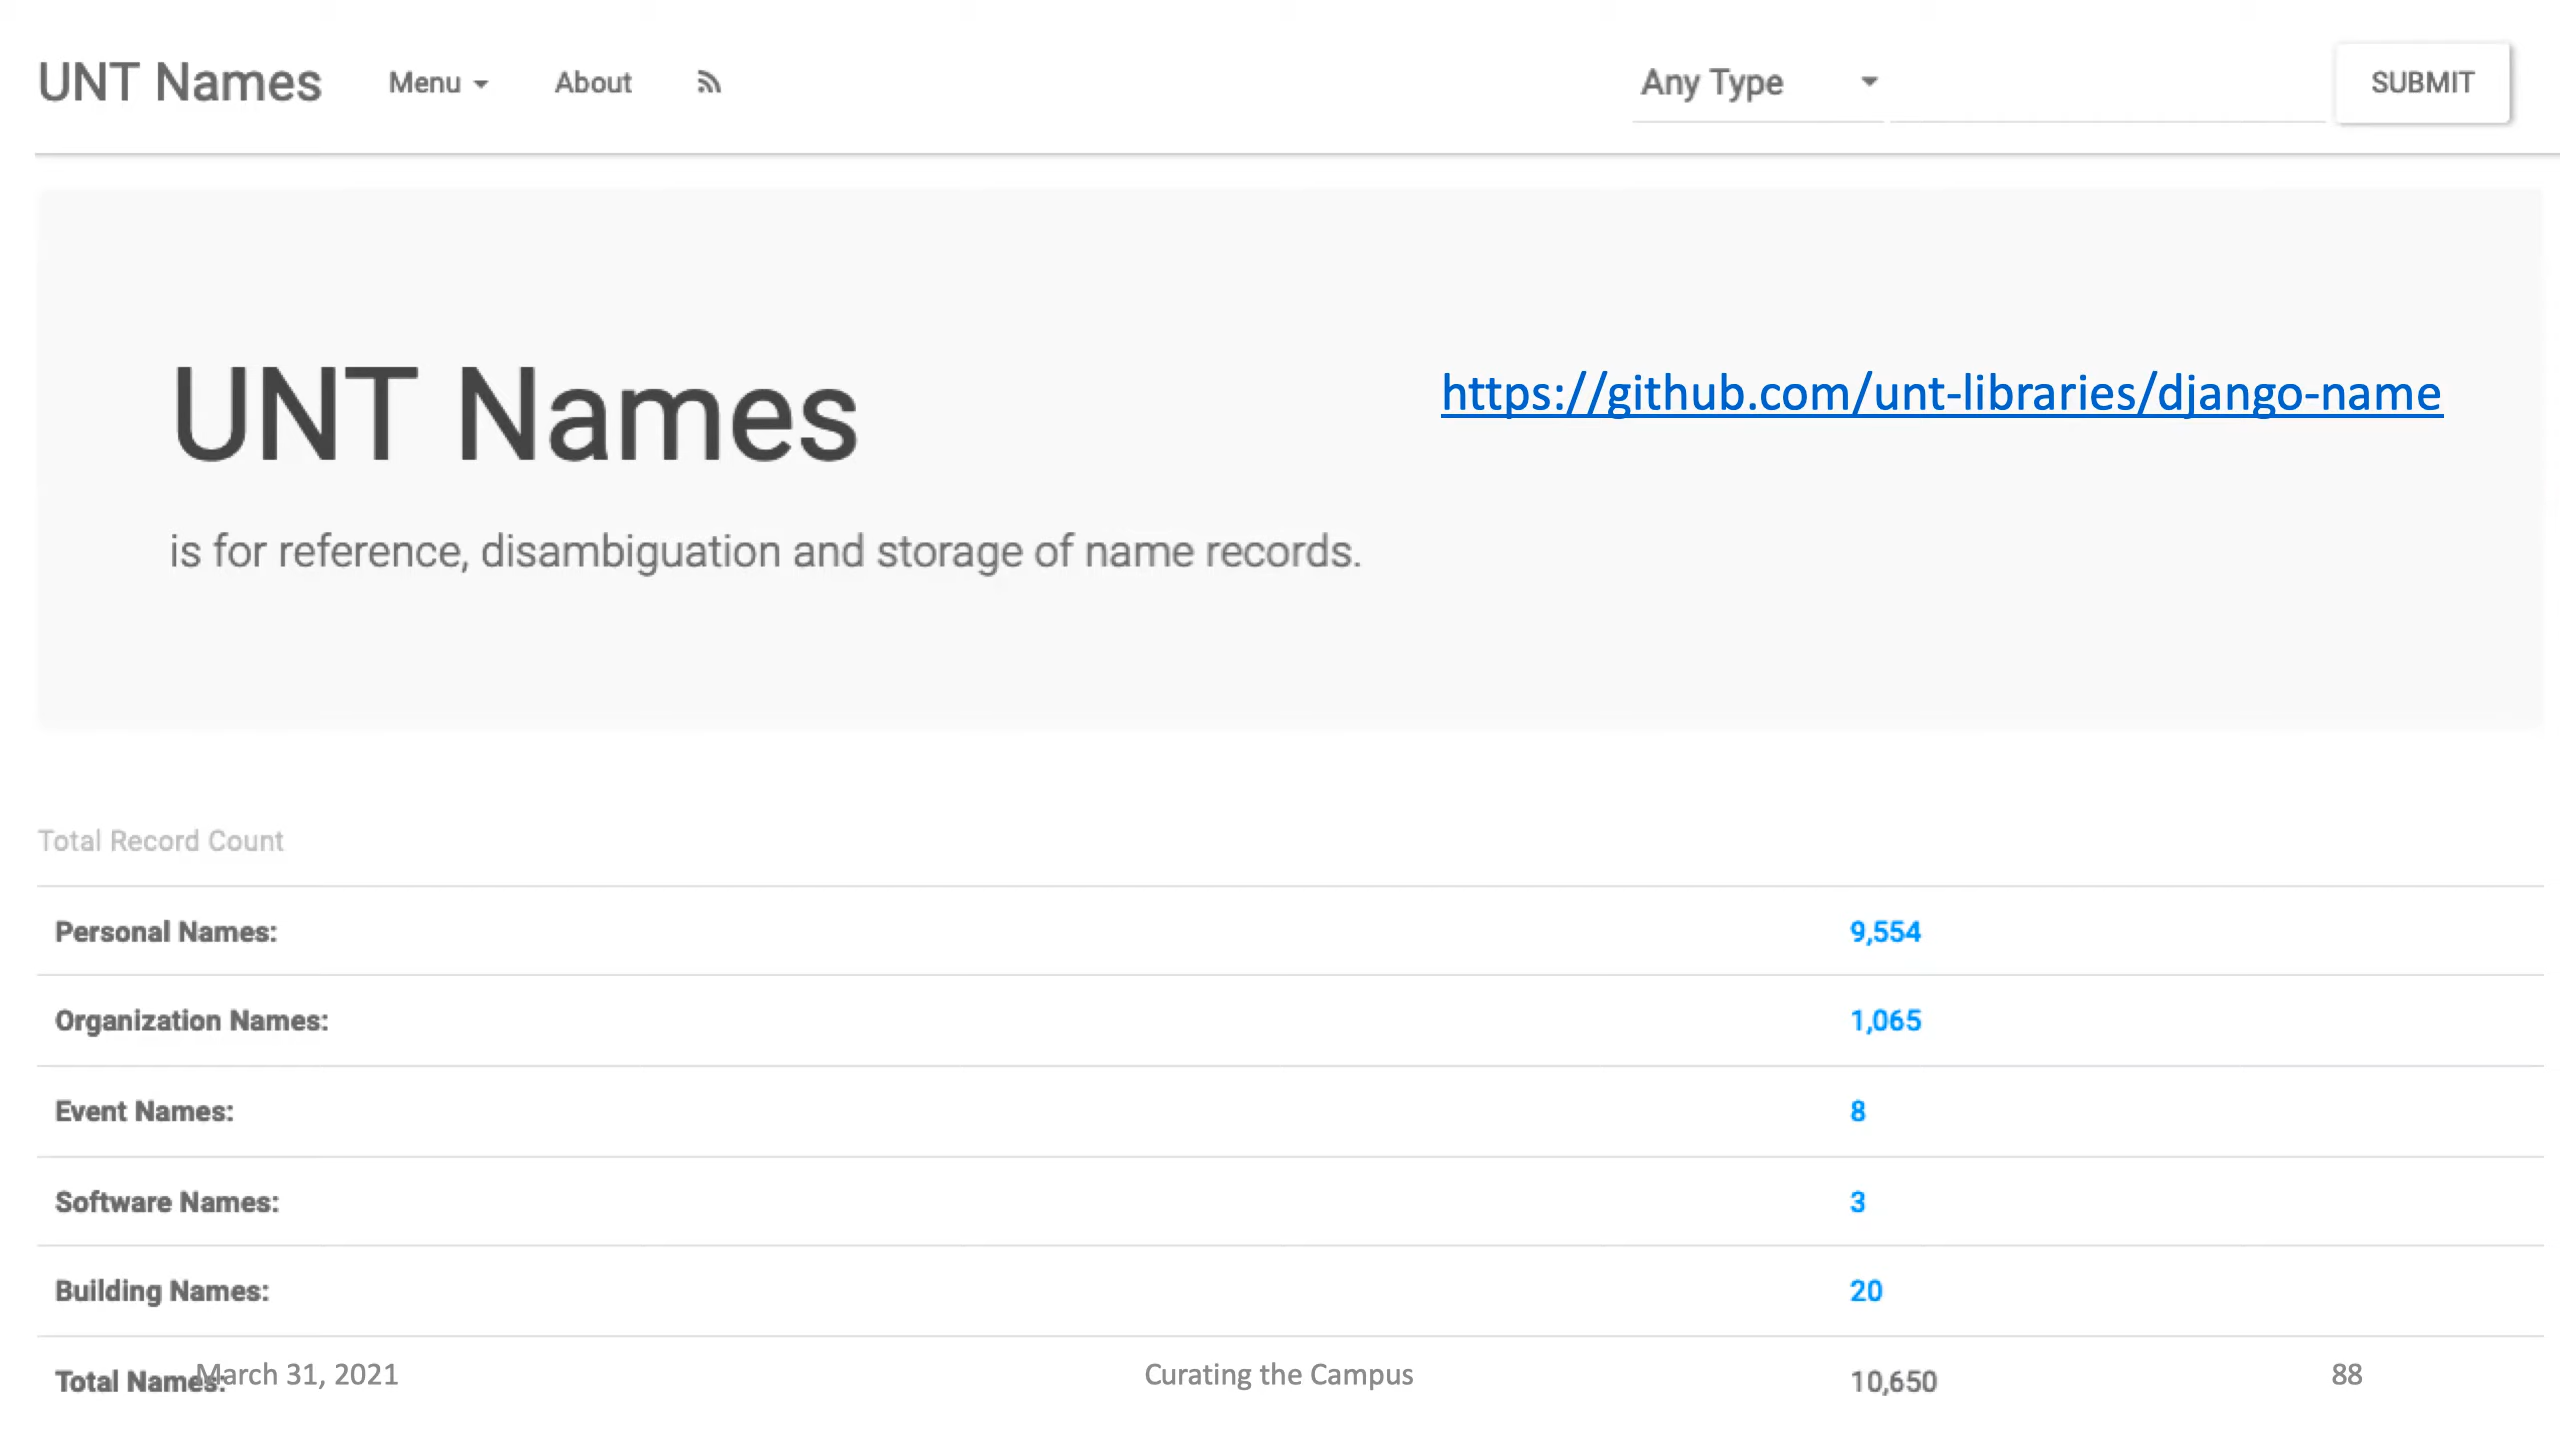 UNT Names Menu About Any Type SUBMIT
UNT Names
https://github.com/unt-libraries/django-name
is for reference, disambiguation and storage of name records.
Total Record Count
Personal Names: 9,554
Organization Names: 1,065
Event Names: 8
Software Names: 3
Building Names: 20
Total Names: 10,650
March 31, 2021 Curating the Campus 88